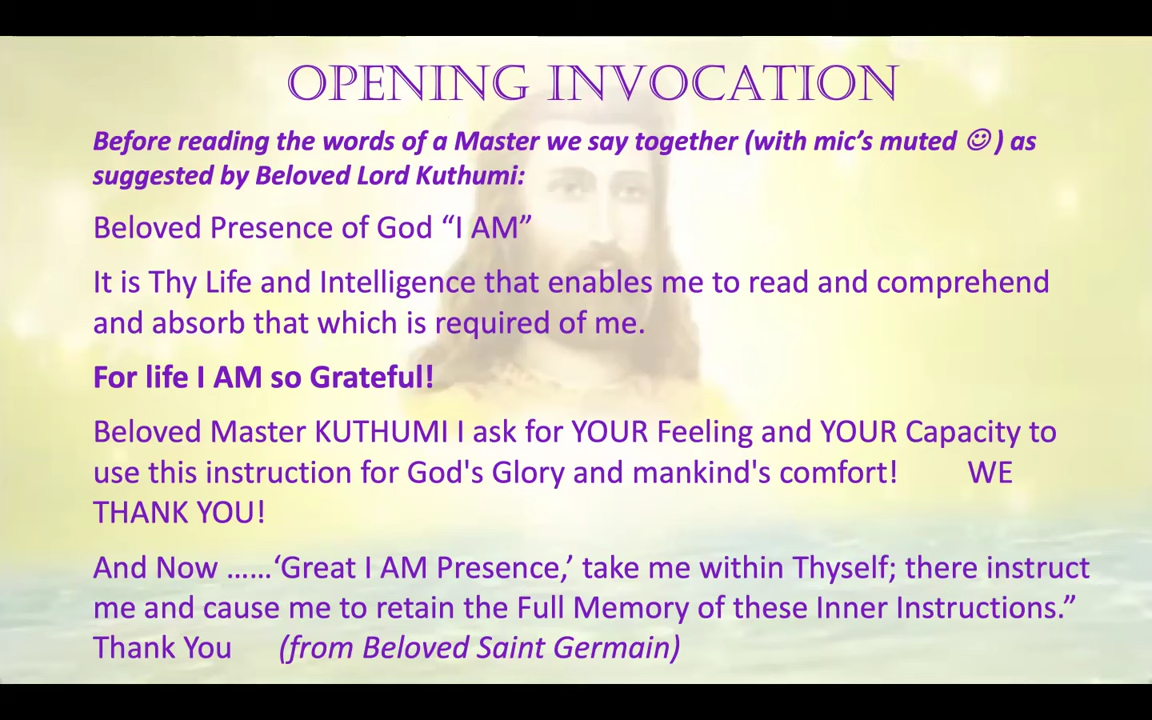 OPENING INVOCATION
Before reading the words of a Master we say together (with mic’s muted ☺) as
suggested by Beloved Lord Kuthumi:
Beloved Presence of God “I AM”
It is Thy Life and Intelligence that enables me to read and comprehend
and absorb that which is required of me.
For life I AM so Grateful!
Beloved Master KUTHUMI I ask for YOUR Feeling and YOUR Capacity to
use this instruction for God's Glory and mankind's comfort! WE
THANK YOU!
And Now ……‘Great I AM Presence,’ take me within Thyself; there instruct
me and cause me to retain the Full Memory of these Inner Instructions.”
Thank You (from Beloved Saint Germain)